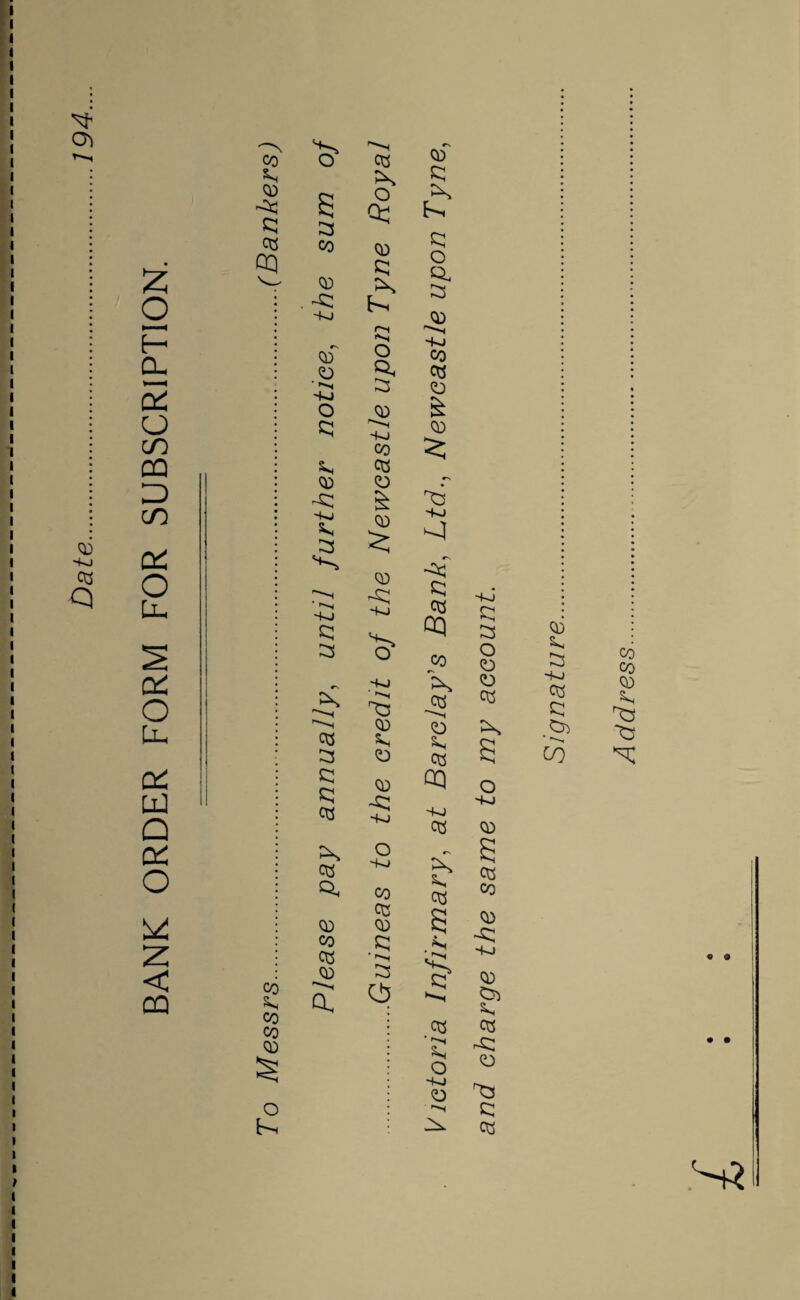 Date..............................194....
BANK ORDER FORM FOR SUBSCRIPTION.
To Messrs.............................................................(Bankers)
Please pay annually, until further notice, the sum of
............Guineas to the credit of the Newcastle upon Tyne Royal
Victoria Infirmary, at Barclay's Bank, Ltd., Newcastle upon Tyne,
and charge the same to my account.
Signature..............................................
Address..............................................
£ : :